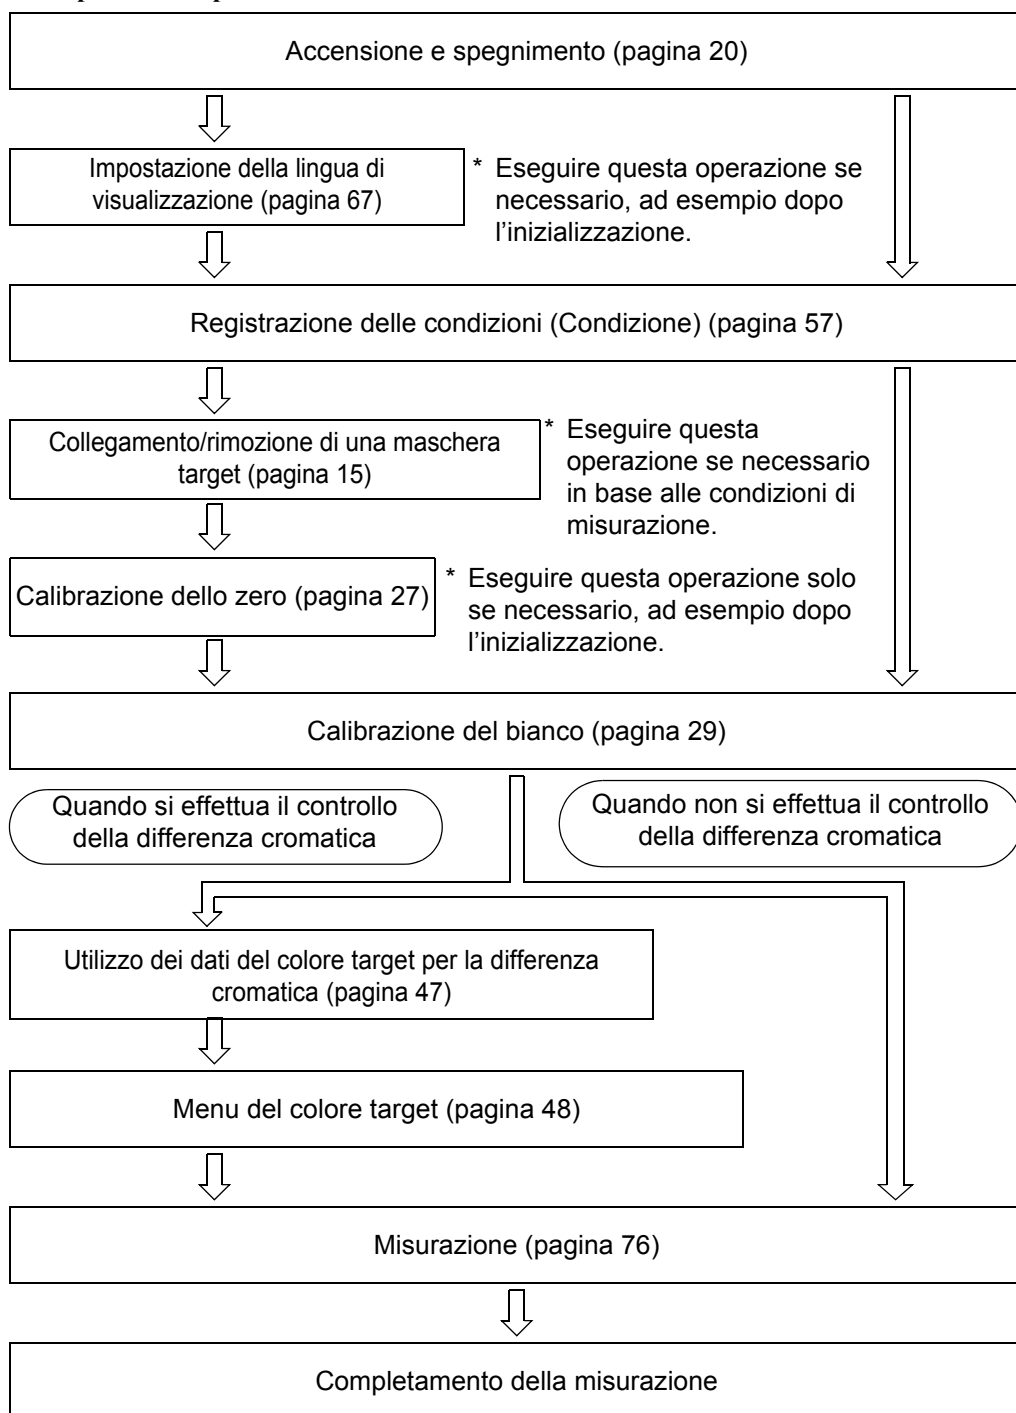 Accensione e spegnimento (pagina 20)
Impostazione della lingua di
visualizzazione (pagina 67)
* Eseguire questa operazione se
necessario, ad esempio dopo
l’inizializzazione.
Registrazione delle condizioni (Condizione) (pagina 57)
Collegamento/rimozione di una maschera
target (pagina 15)
* Eseguire questa
operazione se necessario
in base alle condizioni di
misurazione.
Calibrazione dello zero (pagina 27)
* Eseguire questa operazione solo
se necessario, ad esempio dopo
l’inizializzazione.
Calibrazione del bianco (pagina 29)
Quando si effettua il controllo
della differenza cromatica
Quando non si effettua il controllo
della differenza cromatica
Utilizzo dei dati del colore target per la differenza
cromatica (pagina 47)
Menu del colore target (pagina 48)
Misurazione (pagina 76)
Completamento della misurazione